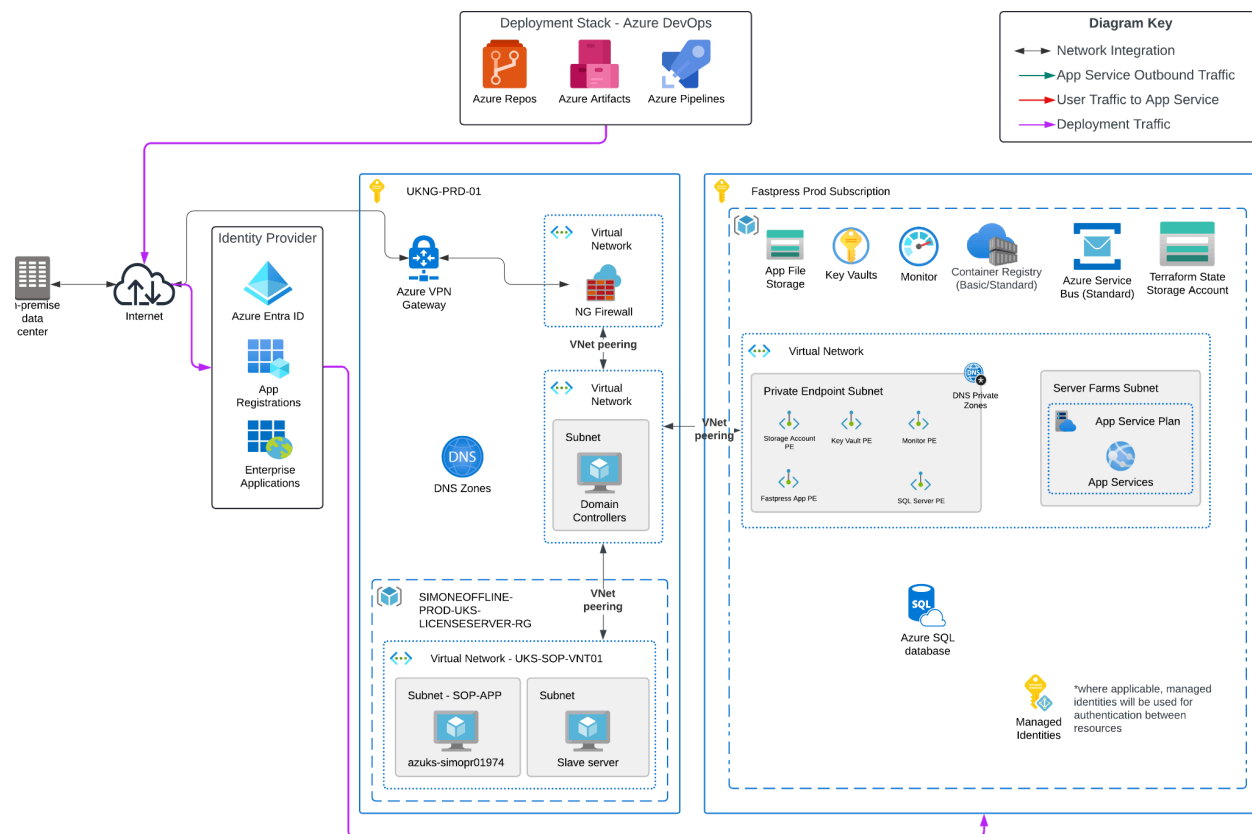 Deployment Stack - Azure DevOps
Azure Repos
Azure Artifacts
Azure Pipelines
Diagram Key
Network Integration
App Service Outbound Traffic
User Traffic to App Service
Deployment Traffic
-premise
data
center
Internet
Identity Provider
Azure Entra ID
App
Registrations
Enterprise
Applications
UKNG-PRD-01
Azure VPN
Gateway
Virtual
Network
NG Firewall
VNet peering
Virtual
Network
Subnet
Domain
Controllers
DNS
DNS Zones
VNet
peering
VNet
peering
SIMONEOFFLINE-
PROD-UKS-
LICENSESERVER-RG
Virtual Network - UKS-SOP-VNT01
Subnet - SOP-APP
azuks-simopr01974
Subnet
Slave server
Fastpress Prod Subscription
App File
Storage
Key Vaults
Monitor
Container Registry
(Basic/Standard)
Azure Service
Bus (Standard)
Terraform State
Storage Account
Virtual Network
Private Endpoint Subnet
DNS
*
DNS Private
Zones
Storage Account
PE
Key Vault PE
Monitor PE
Fastpress App PE
SQL Server PE
Server Farms Subnet
App Service Plan
App Services
SQL
Azure SQL
database
Managed
Identities
*where applicable, managed
identities will be used for
authentication between
resources